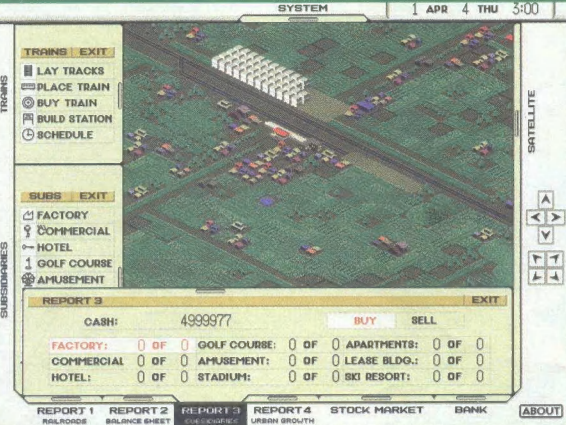 SYSTEM
1 APR 4 THU 3:00
TRAINS EXIT
LAY TRACKS
PLACE TRAIN
BUY TRAIN
BUILD STATION
SCHEDULE
TRAINS
SATELLITE
SUBS EXIT
FACTORY
COMMERCIAL
HOTEL
GOLF COURSE
AMUSEMENT
SUBSIDIARIES
REPORT 3 EXIT
CASH: 4999977 BUY SELL
FACTORY: 0 OF 0 GOLF COURSE: 0 OF 0 APARTMENTS: 0 OF 0
COMMERCIAL 0 OF 0 AMUSEMENT: 0 OF 0 LEASE BLDG.: 0 OF 0
HOTEL: 0 OF 0 STADIUM: 0 OF 0 SKI RESORT: 0 OF 0
REPORT 1 REPORT 2 REPORT 3 REPORT 4 STOCK MARKET BANK ABOUT
RAILROADS BALANCE SHEET SUBSIDIARIES URBAN GROWTH